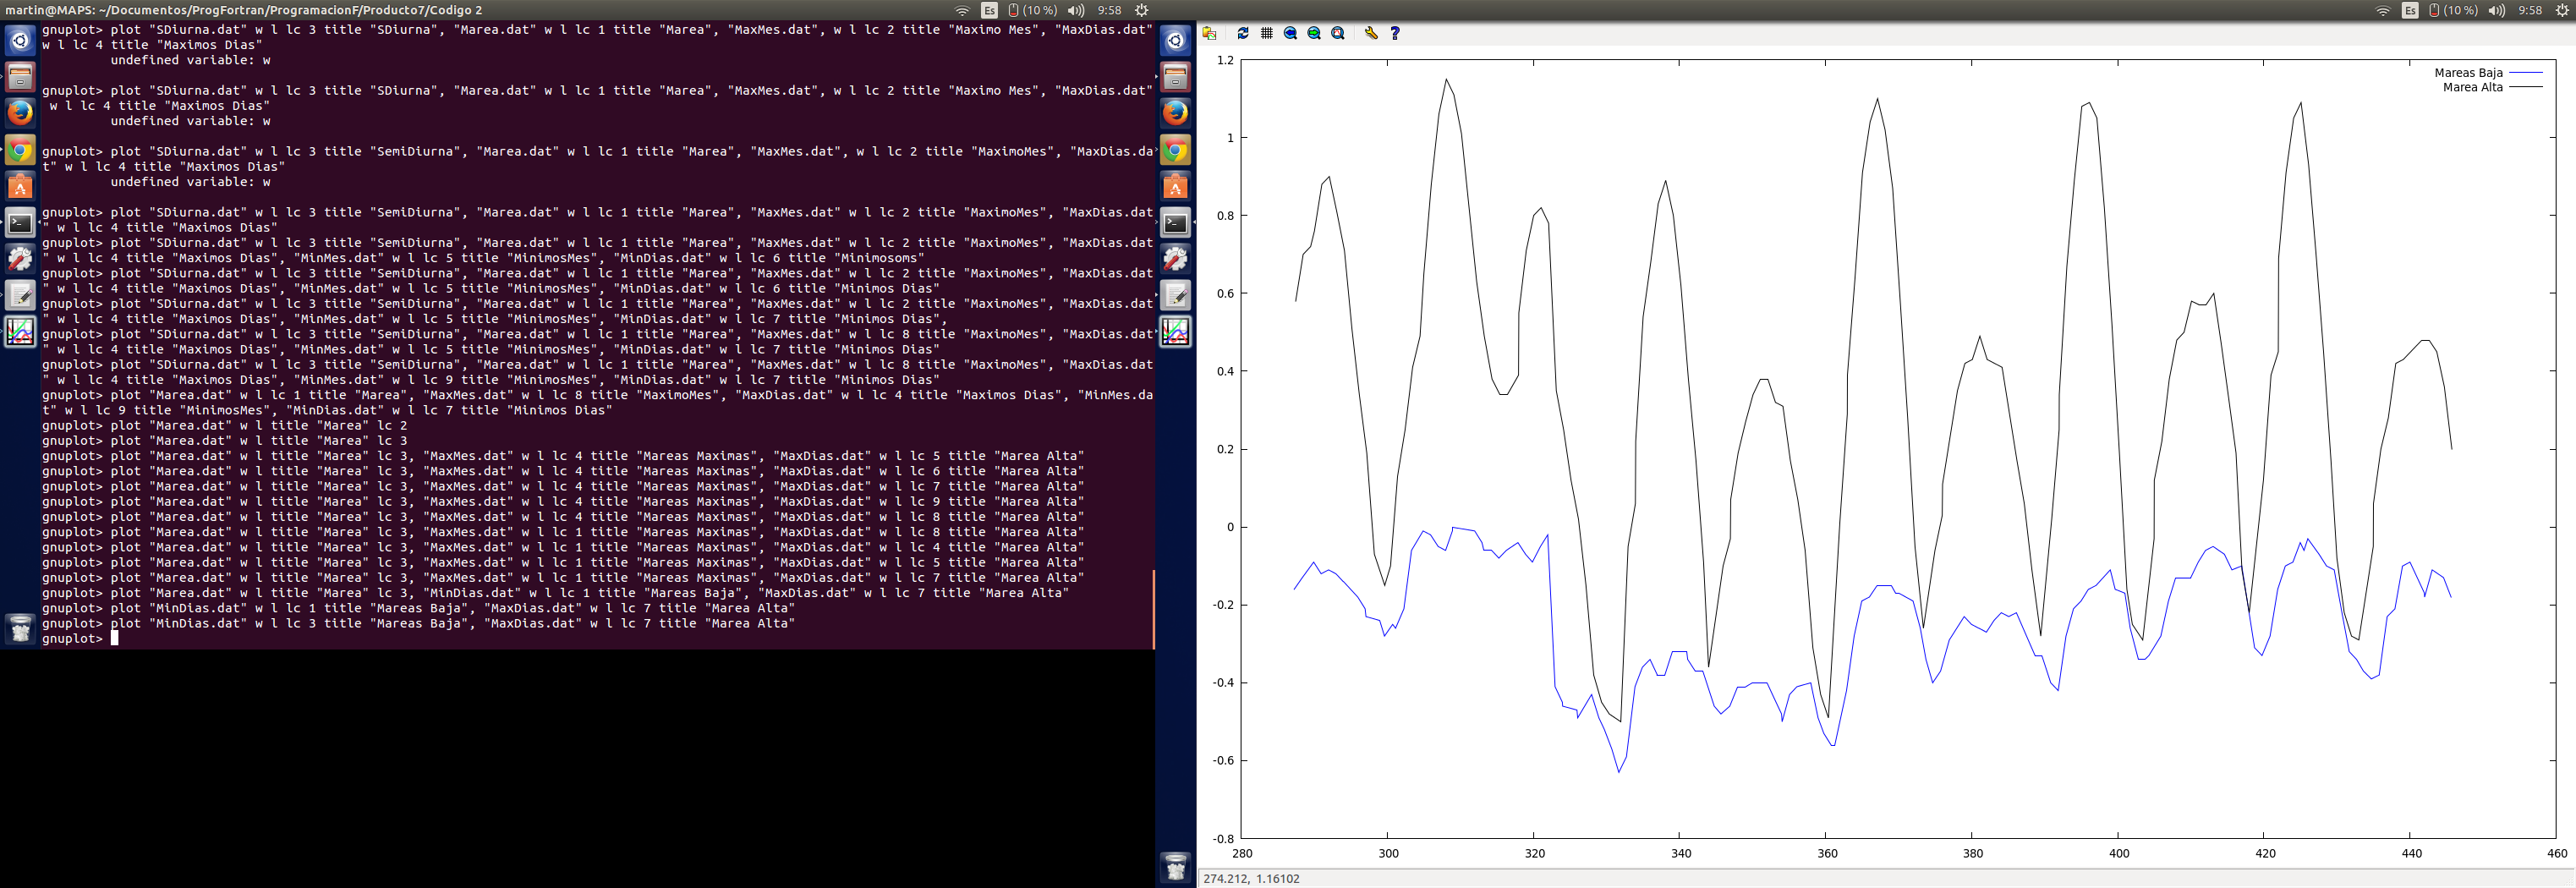 martin@MAPS: ~/Documentos/ProgFortran/ProgramacionF/Producto7/Codigo 2
Es
(10 %)
9:58
Es
(10 %)
9:58
gnuplot> plot "SDiurna.dat" w l lc 3 title "SDiurna", "Marea.dat" w l lc 1 title "Marea", "MaxMes.dat", w l lc 2 title "Maximo Mes", "MaxDias.dat"
w l lc 4 title "Maximos Dias"
undefined variable: w
gnuplot> plot "SDiurna.dat" w l lc 3 title "SDiurna", "Marea.dat" w l lc 1 title "Marea", "MaxMes.dat", w l lc 2 title "Maximo Mes", "MaxDias.dat"
w l lc 4 title "Maximos Dias"
undefined variable: w
gnuplot> plot "SDiurna.dat" w l lc 3 title "SemiDiurna", "Marea.dat" w l lc 1 title "Marea", "MaxMes.dat", w l lc 2 title "MaximoMes", "MaxDias.da
t" w l lc 4 title "Maximos Dias"
undefined variable: w
gnuplot> plot "SDiurna.dat" w l lc 3 title "SemiDiurna", "Marea.dat" w l lc 1 title "Marea", "MaxMes.dat" w l lc 2 title "MaximoMes", "MaxDias.dat
" w l lc 4 title "Maximos Dias"
gnuplot> plot "SDiurna.dat" w l lc 3 title "SemiDiurna", "Marea.dat" w l lc 1 title "Marea", "MaxMes.dat" w l lc 2 title "MaximoMes", "MaxDias.dat
" w l lc 4 title "Maximos Dias", "MinMes.dat" w l lc 5 title "MinimosMes", "MinDias.dat" w l lc 6 title "Minimosoms"
gnuplot> plot "SDiurna.dat" w l lc 3 title "SemiDiurna", "Marea.dat" w l lc 1 title "Marea", "MaxMes.dat" w l lc 2 title "MaximoMes", "MaxDias.dat
" w l lc 4 title "Maximos Dias", "MinMes.dat" w l lc 5 title "MinimosMes", "MinDias.dat" w l lc 6 title "Minimos Dias"
gnuplot> plot "SDiurna.dat" w l lc 3 title "SemiDiurna", "Marea.dat" w l lc 1 title "Marea", "MaxMes.dat" w l lc 2 title "MaximoMes", "MaxDias.dat
" w l lc 4 title "Maximos Dias", "MinMes.dat" w l lc 5 title "MinimosMes", "MinDias.dat" w l lc 7 title "Minimos Dias",
gnuplot> plot "SDiurna.dat" w l lc 3 title "SemiDiurna", "Marea.dat" w l lc 1 title "Marea", "MaxMes.dat" w l lc 8 title "MaximoMes", "MaxDias.dat
" w l lc 4 title "Maximos Dias", "MinMes.dat" w l lc 5 title "MinimosMes", "MinDias.dat" w l lc 7 title "Minimos Dias"
gnuplot> plot "SDiurna.dat" w l lc 3 title "SemiDiurna", "Marea.dat" w l lc 1 title "Marea", "MaxMes.dat" w l lc 8 title "MaximoMes", "MaxDias.dat
" w l lc 4 title "Maximos Dias", "MinMes.dat" w l lc 9 title "MinimosMes", "MinDias.dat" w l lc 7 title "Minimos Dias"
gnuplot> plot "Marea.dat" w l lc 1 title "Marea", "MaxMes.dat" w l lc 8 title "MaximoMes", "MaxDias.dat" w l lc 4 title "Maximos Dias", "MinMes.da
t" w l lc 9 title "MinimosMes", "MinDias.dat" w l lc 7 title "Minimos Dias"
gnuplot> plot "Marea.dat" w l title "Marea" lc 2
gnuplot> plot "Marea.dat" w l title "Marea" lc 3
gnuplot> plot "Marea.dat" w l title "Marea" lc 3, "MaxMes.dat" w l lc 4 title "Mareas Maximas", "MaxDias.dat" w l lc 5 title "Marea Alta"
gnuplot> plot "Marea.dat" w l title "Marea" lc 3, "MaxMes.dat" w l lc 4 title "Mareas Maximas", "MaxDias.dat" w l lc 6 title "Marea Alta"
gnuplot> plot "Marea.dat" w l title "Marea" lc 3, "MaxMes.dat" w l lc 4 title "Mareas Maximas", "MaxDias.dat" w l lc 7 title "Marea Alta"
gnuplot> plot "Marea.dat" w l title "Marea" lc 3, "MaxMes.dat" w l lc 4 title "Mareas Maximas", "MaxDias.dat" w l lc 9 title "Marea Alta"
gnuplot> plot "Marea.dat" w l title "Marea" lc 3, "MaxMes.dat" w l lc 4 title "Mareas Maximas", "MaxDias.dat" w l lc 8 title "Marea Alta"
gnuplot> plot "Marea.dat" w l title "Marea" lc 3, "MaxMes.dat" w l lc 1 title "Mareas Maximas", "MaxDias.dat" w l lc 8 title "Marea Alta"
gnuplot> plot "Marea.dat" w l title "Marea" lc 3, "MaxMes.dat" w l lc 1 title "Mareas Maximas", "MaxDias.dat" w l lc 4 title "Marea Alta"
gnuplot> plot "Marea.dat" w l title "Marea" lc 3, "MaxMes.dat" w l lc 1 title "Mareas Maximas", "MaxDias.dat" w l lc 5 title "Marea Alta"
gnuplot> plot "Marea.dat" w l title "Marea" lc 3, "MaxMes.dat" w l lc 1 title "Mareas Maximas", "MaxDias.dat" w l lc 7 title "Marea Alta"
gnuplot> plot "Marea.dat" w l title "Marea" lc 3, "MinDias.dat" w l lc 1 title "Mareas Baja", "MaxDias.dat" w l lc 7 title "Marea Alta"
gnuplot> plot "MinDias.dat" w l lc 1 title "Mareas Baja", "MaxDias.dat" w l lc 7 title "Marea Alta"
gnuplot> plot "MinDias.dat" w l lc 3 title "Mareas Baja", "MaxDias.dat" w l lc 7 title "Marea Alta"
gnuplot>
Mareas Baja
Marea Alta
1.2
1
0.8
0.6
0.4
0.2
0
-0.2
-0.4
-0.6
-0.8
280 300 320 340 360 380 400 420 440 460
274.212, 1.16102